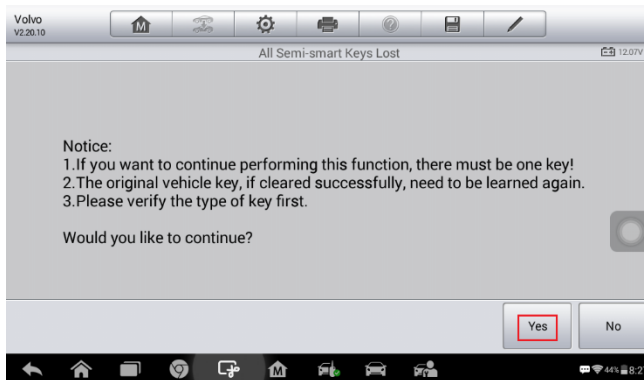 Volvo
V2.20.10
All Semi-smart Keys Lost
12.07V
Notice:
1.If you want to continue performing this function, there must be one key!
2.The original vehicle key, if cleared successfully, need to be learned again.
3.Please verify the type of key first.
Would you like to continue?
Yes
No
44%